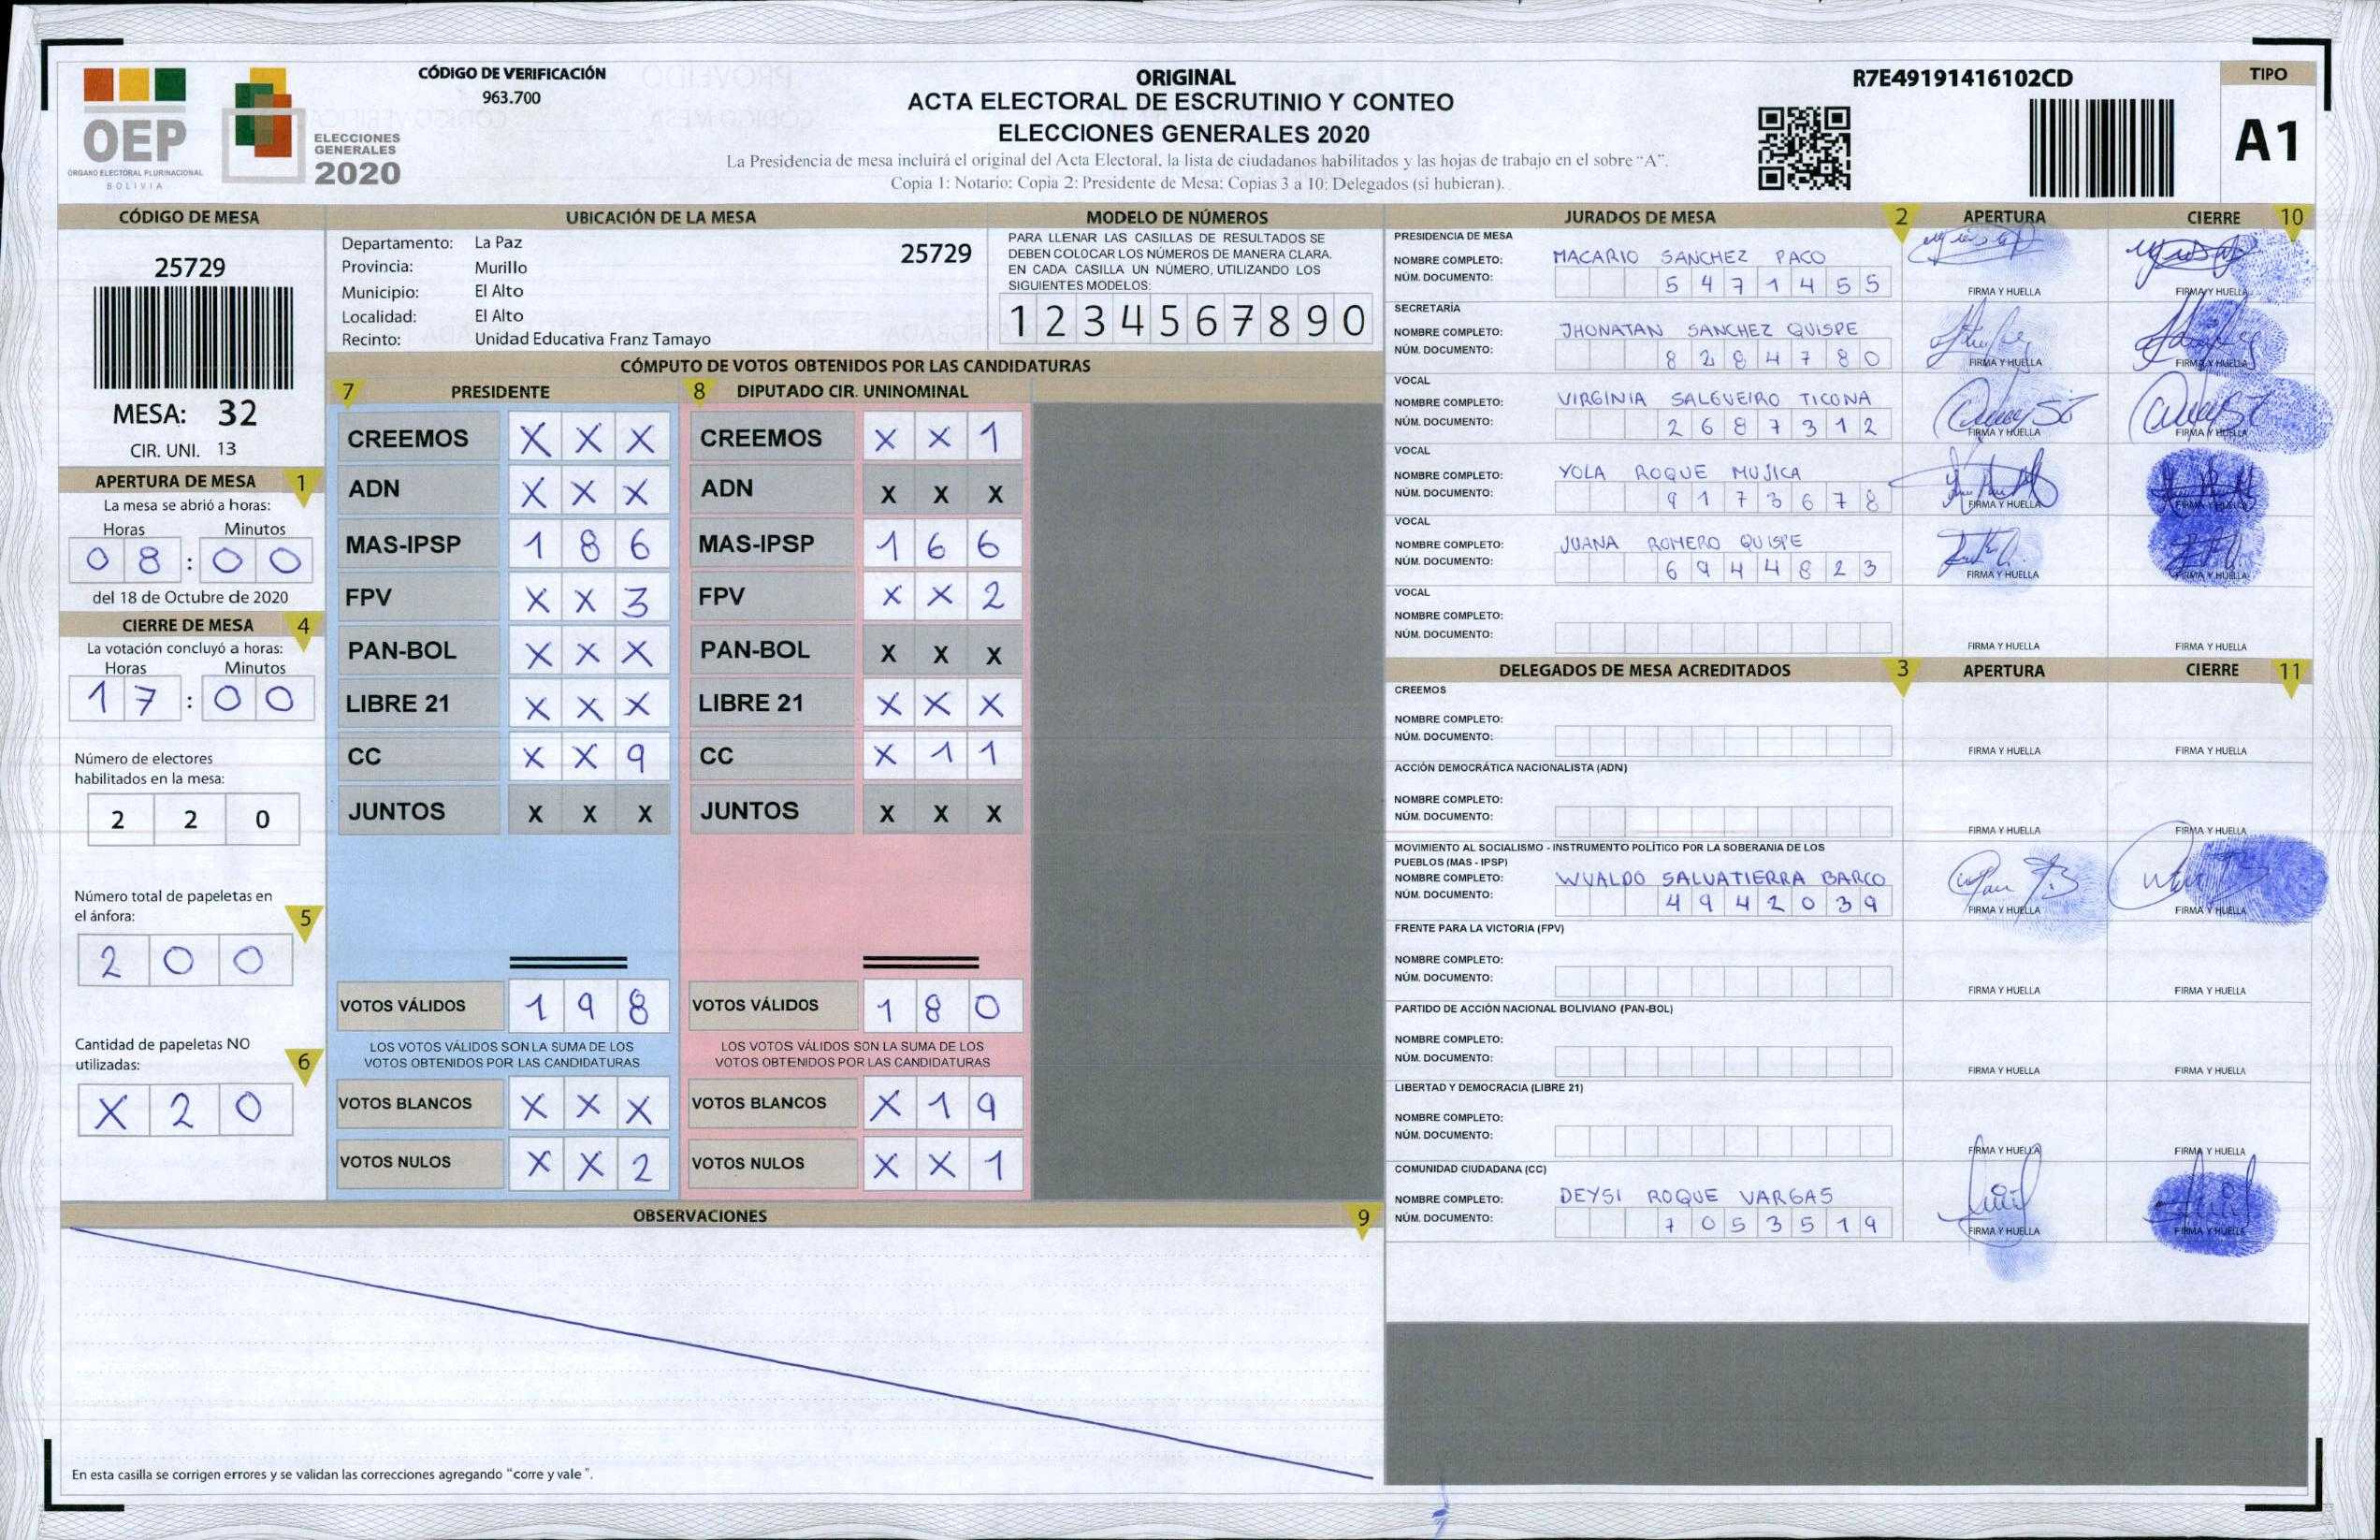 OEP
ÓRGANO ELECTORAL PLURINACIONAL
BOLIVIA
ELECCIONES
GENERALES
2020
CÓDIGO DE VERIFICACIÓN
963.700
ORIGINAL
ACTA ELECTORAL DE ESCRUTINIO Y CONTEO
ELECCIONES GENERALES 2020
La Presidencia de mesa incluirá el original del Acta Electoral, la lista de ciudadanos habilitados y las hojas de trabajo en el sobre "A".
Copia 1: Notario; Copia 2: Presidente de Mesa; Copias 3 a 10: Delegados (si hubieran).
R7E49191416102CD
TIPO
A1
CÓDIGO DE MESA
25729
MESA: 32
CIR. UNI. 13
APERTURA DE MESA 1
La mesa se abrió a horas:
Horas Minutos
0 8 : 0 0
del 18 de Octubre de 2020
CIERRE DE MESA 4
La votación concluyó a horas:
Horas Minutos
1 7 : 0 0
Número de electores
habilitados en la mesa:
2 2 0
Número total de papeletas en
el ánfora: 5
2 0 0
Cantidad de papeletas NO
utilizadas: 6
X 2 0
UBICACIÓN DE LA MESA
Departamento: La Paz 25729
Provincia: Murillo
Municipio: El Alto
Localidad: El Alto
Recinto: Unidad Educativa Franz Tamayo
MODELO DE NÚMEROS
PARA LLENAR LAS CASILLAS DE RESULTADOS SE
DEBEN COLOCAR LOS NÚMEROS DE MANERA CLARA.
EN CADA CASILLA UN NÚMERO, UTILIZANDO LOS
SIGUIENTES MODELOS:
1 2 3 4 5 6 7 8 9 0
CÓMPUTO DE VOTOS OBTENIDOS POR LAS CANDIDATURAS
7 PRESIDENTE 8 DIPUTADO CIR. UNINOMINAL
CREEMOS X X X CREEMOS X X 1
ADN X X X ADN X X X
MAS-IPSP 1 8 6 MAS-IPSP 1 6 6
FPV X X 3 FPV X X 2
PAN-BOL X X X PAN-BOL X X X
LIBRE 21 X X X LIBRE 21 X X X
CC X X 9 CC X 1 1
JUNTOS X X X JUNTOS X X X
VOTOS VÁLIDOS 1 9 8 VOTOS VÁLIDOS 1 8 0
LOS VOTOS VÁLIDOS SON LA SUMA DE LOS LOS VOTOS VÁLIDOS SON LA SUMA DE LOS
VOTOS OBTENIDOS POR LAS CANDIDATURAS VOTOS OBTENIDOS POR LAS CANDIDATURAS
VOTOS BLANCOS X X X VOTOS BLANCOS X 1 9
VOTOS NULOS X X 2 VOTOS NULOS X X 1
OBSERVACIONES 9
En esta casilla se corrigen errores y se validan las correcciones agregando "corre y vale".
JURADOS DE MESA 2 APERTURA CIERRE 10
PRESIDENCIA DE MESA
NOMBRE COMPLETO: MACARIO SANCHEZ PACO
NÚM. DOCUMENTO: 5 4 7 1 4 5 5
FIRMA Y HUELLA FIRMA Y HUELLA
SECRETARÍA
NOMBRE COMPLETO: JHONATAN SANCHEZ QUISPE
NÚM. DOCUMENTO: 8 2 8 4 7 8 0
FIRMA Y HUELLA FIRMA Y HUELLA
VOCAL
NOMBRE COMPLETO: VIRGINIA SALGUEIRO TICONA
NÚM. DOCUMENTO: 2 6 8 7 3 1 2
FIRMA Y HUELLA FIRMA Y HUELLA
VOCAL
NOMBRE COMPLETO: YOLA ROQUE MUJICA
NÚM. DOCUMENTO: 9 1 7 3 6 7 8
FIRMA Y HUELLA FIRMA Y HUELLA
VOCAL
NOMBRE COMPLETO: JUANA ROMERO QUISPE
NÚM. DOCUMENTO: 6 9 4 4 8 2 3
FIRMA Y HUELLA FIRMA Y HUELLA
VOCAL
NOMBRE COMPLETO:
NÚM. DOCUMENTO:
FIRMA Y HUELLA FIRMA Y HUELLA
DELEGADOS DE MESA ACREDITADOS 3 APERTURA CIERRE 11
CREEMOS
NOMBRE COMPLETO:
NÚM. DOCUMENTO:
FIRMA Y HUELLA FIRMA Y HUELLA
ACCIÓN DEMOCRÁTICA NACIONALISTA (ADN)
NOMBRE COMPLETO:
NÚM. DOCUMENTO:
FIRMA Y HUELLA FIRMA Y HUELLA
MOVIMIENTO AL SOCIALISMO - INSTRUMENTO POLÍTICO POR LA SOBERANIA DE LOS
PUEBLOS (MAS - IPSP)
NOMBRE COMPLETO: WUALDO SALVATIERRA BARCO
NÚM. DOCUMENTO: 4 9 4 2 0 3 9
FIRMA Y HUELLA FIRMA Y HUELLA
FRENTE PARA LA VICTORIA (FPV)
NOMBRE COMPLETO:
NÚM. DOCUMENTO:
FIRMA Y HUELLA FIRMA Y HUELLA
PARTIDO DE ACCIÓN NACIONAL BOLIVIANO (PAN-BOL)
NOMBRE COMPLETO:
NÚM. DOCUMENTO:
FIRMA Y HUELLA FIRMA Y HUELLA
LIBERTAD Y DEMOCRACIA (LIBRE 21)
NOMBRE COMPLETO:
NÚM. DOCUMENTO:
FIRMA Y HUELLA FIRMA Y HUELLA
COMUNIDAD CIUDADANA (CC)
NOMBRE COMPLETO: DEYSI ROQUE VARGAS
NÚM. DOCUMENTO: 7 0 5 3 5 1 9
FIRMA Y HUELLA FIRMA Y HUELLA